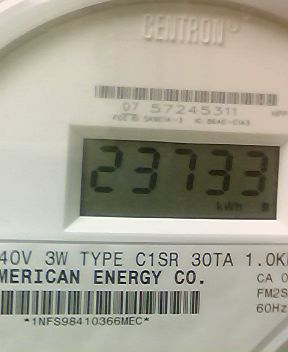 CENTRON®
07 57245311
23733
kWh
40V 3W TYPE C1SR 30TA 1.0K
MERICAN ENERGY CO.
CA 0
FM2S
60Hz
*1NFS98410366MEC*